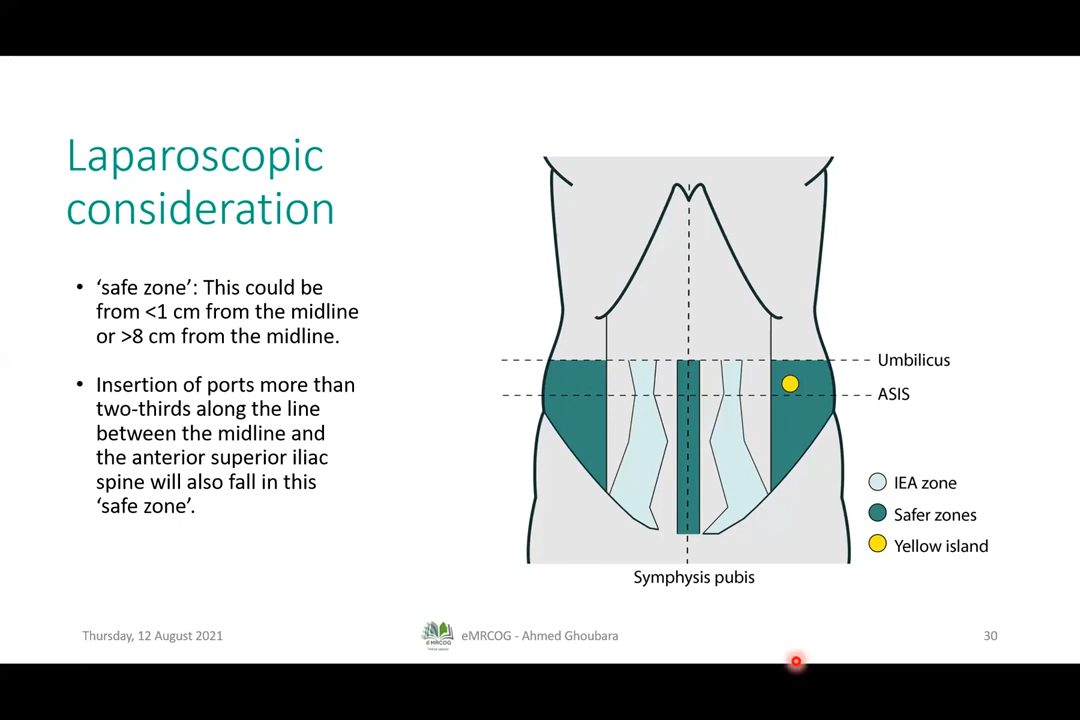 Laparoscopic
consideration
• ‘safe zone’: This could be
from <1 cm from the midline
or >8 cm from the midline.
• Insertion of ports more than
two-thirds along the line
between the midline and
the anterior superior iliac
spine will also fall in this
‘safe zone’.
Umbilicus
ASIS
IEA zone
Safer zones
Yellow island
Symphysis pubis
Thursday, 12 August 2021
eMRCOG
eMRCOG - Ahmed Ghoubara
30